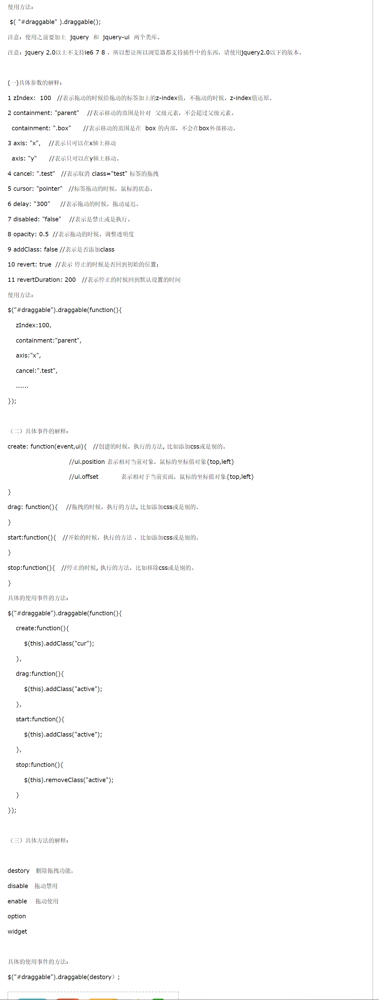 使用方法：
$( "#draggable" ).draggable();
注意：使用之前要加上 jquery 和 jquery-ui 两个类库。
注意：jquery 2.0以上不支持ie6 7 8 ，所以想让所以浏览器都支持插件中的东西，请使用jquery2.0以下的版本。
(一)具体参数的解释：
1 zIndex: 100 //表示拖动的时候给拖动的标签加上的z-index值，不拖动的时候，z-index值还原。
2 containment: "parent" //表示移动的范围是针对 父级元素，不会超过父级元素。
containment: ".box" //表示移动的范围是在 box 的内部，不会在box外部移动。
3 axis: "x", //表示只可以在x轴上移动
axis: "y" //表示只可以在y轴上移动。
4 cancel: ".test" //表示取消 class="test" 标签的拖拽
5 cursor: "pointer" //标签拖动的时候，鼠标的状态。
6 delay: "300" //表示拖动的时候，拖动延迟。
7 disabled: "false" //表示是禁止或是执行。
8 opacity: 0.5 //表示拖动的时候，调整透明度
9 addClass: false //表示是否添加class
10 revert: true //表示 停止的时候是否回到初始的位置；
11 revertDuration: 200 //表示停止的时候回到默认设置的时间
使用方法：
$("#draggable").draggable(function(){
zIndex:100,
containment:"parent",
axis:"x",
cancel:".test",
......
});
（二）具体事件的解释：
create: function(event,ui){ //创建的时候，执行的方法, 比如添加css或是别的。
//ui.position 表示相对当前对象，鼠标的坐标值对象{top,left}
//ui.offset 表示相对于当前页面，鼠标的坐标值对象{top,left}
}
drag: function(){ //拖拽的时候，执行的方法, 比如添加css或是别的。
}
start:function(){ //开始的时候，执行的方法 ，比如添加css或是别的。
}
stop:function(){ //停止的时候, 执行的方法，比如移除css或是别的。
}
具体的使用事件的方法：
$("#draggable").draggable(function(){
create:function(){
$(this).addClass("cur");
},
drag:function(){
$(this).addClass("active");
},
start:function(){
$(this).addClass("active");
},
stop:function(){
$(this).removeClass("active");
}
});
（三）具体方法的解释：
destory 删除拖拽功能，
disable 拖动禁用
enable 拖动使用
option
widget
具体的使用事件的方法：
$("#draggable").draggable(destory）;